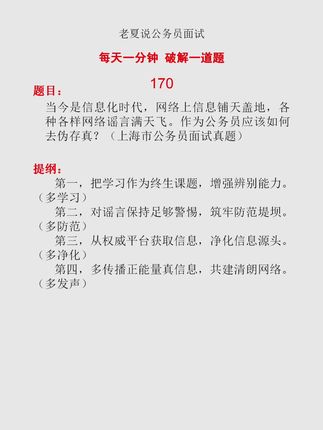 老夏说公务员面试
每天一分钟 破解一道题
170
题目：
当今是信息化时代，网络上信息铺天盖地，各
种各样网络谣言满天飞。作为公务员应该如何
去伪存真？（上海市公务员面试真题）
提纲：
第一，把学习作为终生课题，增强辨别能力。
（多学习）
第二，对谣言保持足够警惕，筑牢防范堤坝。
（多防范）
第三，从权威平台获取信息，净化信息源头。
（多净化）
第四，多传播正能量真信息，共建清朗网络。
（多发声）